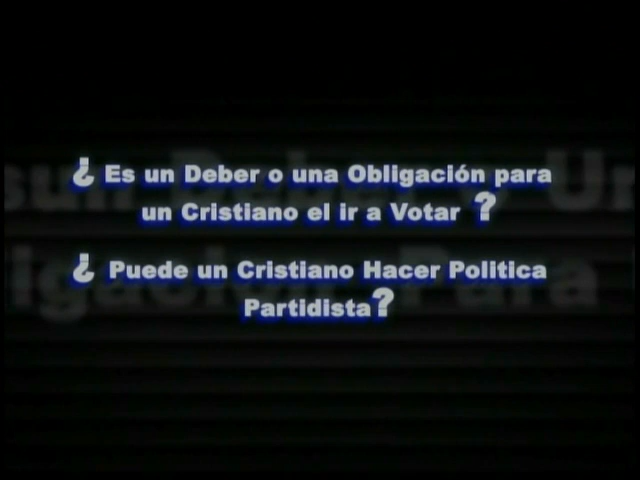 ¿ Es un Deber o una Obligación para
un Cristiano el ir a Votar ?
¿ Puede un Cristiano Hacer Politica
Partidista?